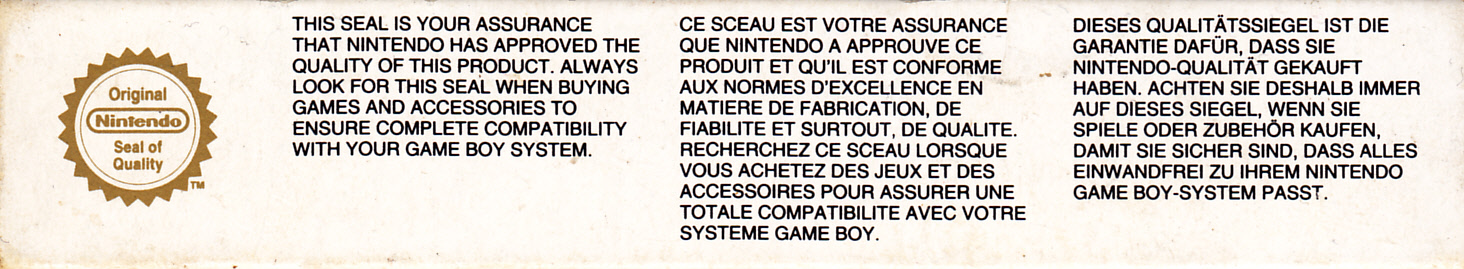 Original
Nintendo
Seal of
Quality
TM
THIS SEAL IS YOUR ASSURANCE
THAT NINTENDO HAS APPROVED THE
QUALITY OF THIS PRODUCT. ALWAYS
LOOK FOR THIS SEAL WHEN BUYING
GAMES AND ACCESSORIES TO
ENSURE COMPLETE COMPATIBILITY
WITH YOUR GAME BOY SYSTEM.
CE SCEAU EST VOTRE ASSURANCE
QUE NINTENDO A APPROUVE CE
PRODUIT ET QU'IL EST CONFORME
AUX NORMES D'EXCELLENCE EN
MATIERE DE FABRICATION, DE
FIABILITE ET SURTOUT, DE QUALITE.
RECHERCHEZ CE SCEAU LORSQUE
VOUS ACHETEZ DES JEUX ET DES
ACCESSOIRES POUR ASSURER UNE
TOTALE COMPATIBILITE AVEC VOTRE
SYSTEME GAME BOY.
DIESES QUALITÄTSSIEGEL IST DIE
GARANTIE DAFÜR, DASS SIE
NINTENDO-QUALITÄT GEKAUFT
HABEN. ACHTEN SIE DESHALB IMMER
AUF DIESES SIEGEL, WENN SIE
SPIELE ODER ZUBEHÖR KAUFEN,
DAMIT SIE SICHER SIND, DASS ALLES
EINWANDFREI ZU IHREM NINTENDO
GAME BOY-SYSTEM PASST.